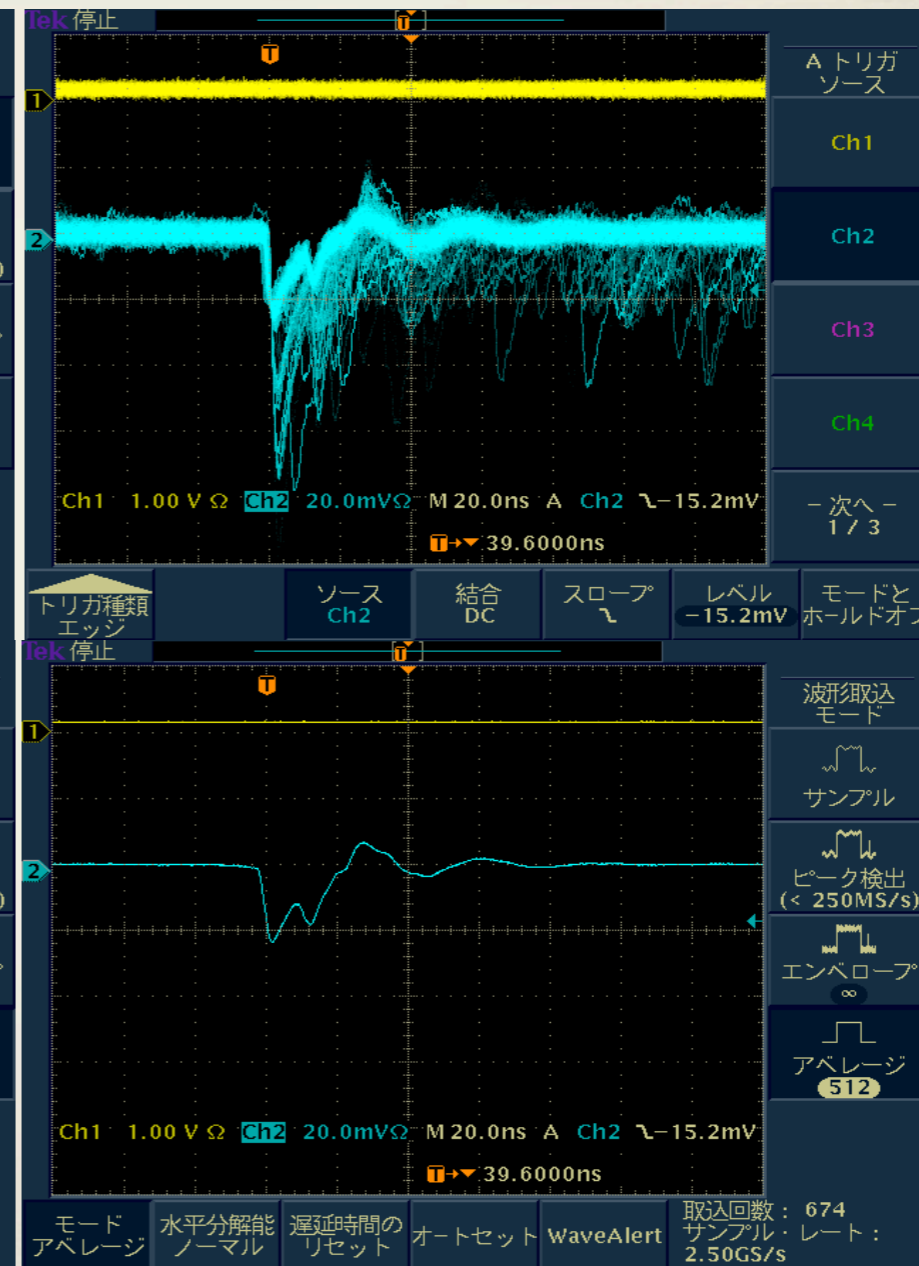 Tek 停止
T
T
1
2
A トリガ
ソース
Ch1
Ch2
Ch3
Ch4
- 次へ -
1 / 3
Ch1 1.00 V Ω Ch2 20.0mVΩ M 20.0ns A Ch2 -15.2mV
T→▼ 39.6000ns
トリガ種類
エッジ
ソース
Ch2
結合
DC
スロープ
レベル
-15.2mV
モードと
ホールドオフ
Tek 停止
T
T
1
2
波形取込
モード
サンプル
ピーク検出
(< 250MS/s)
エンベロープ
∞
アベレージ
512
Ch1 1.00 V Ω Ch2 20.0mVΩ M 20.0ns A Ch2 -15.2mV
T→▼ 39.6000ns
モード
アベレージ
水平分解能
ノーマル
遅延時間の
リセット
オートセット
WaveAlert
取込回数 : 674
サンプル・レート :
2.50GS/s